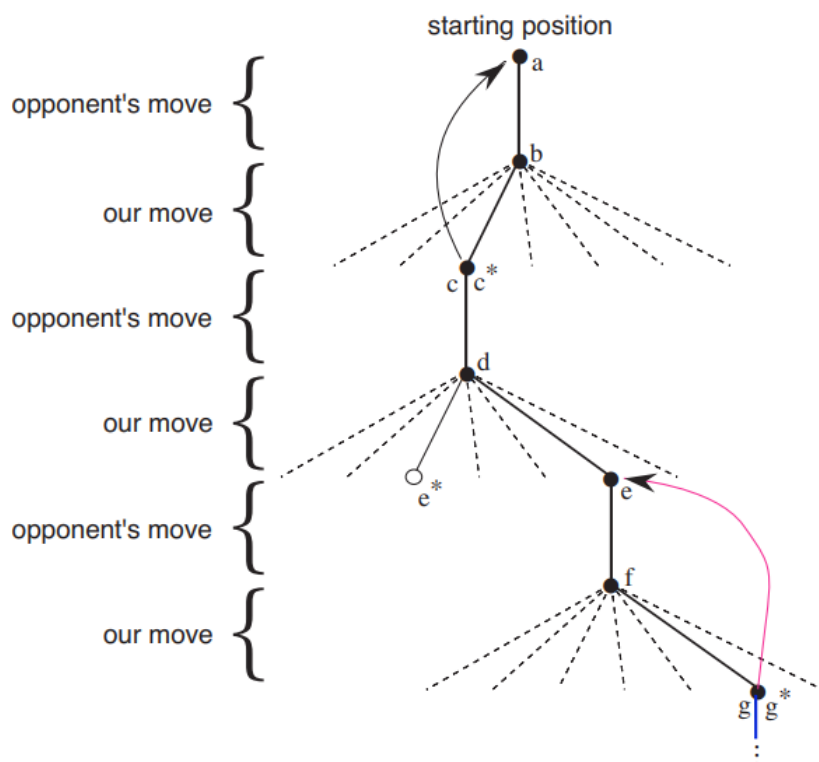 starting position
a
opponent's move
b
our move
c c*
opponent's move
d
our move
e*
e
opponent's move
f
our move
g g*
: